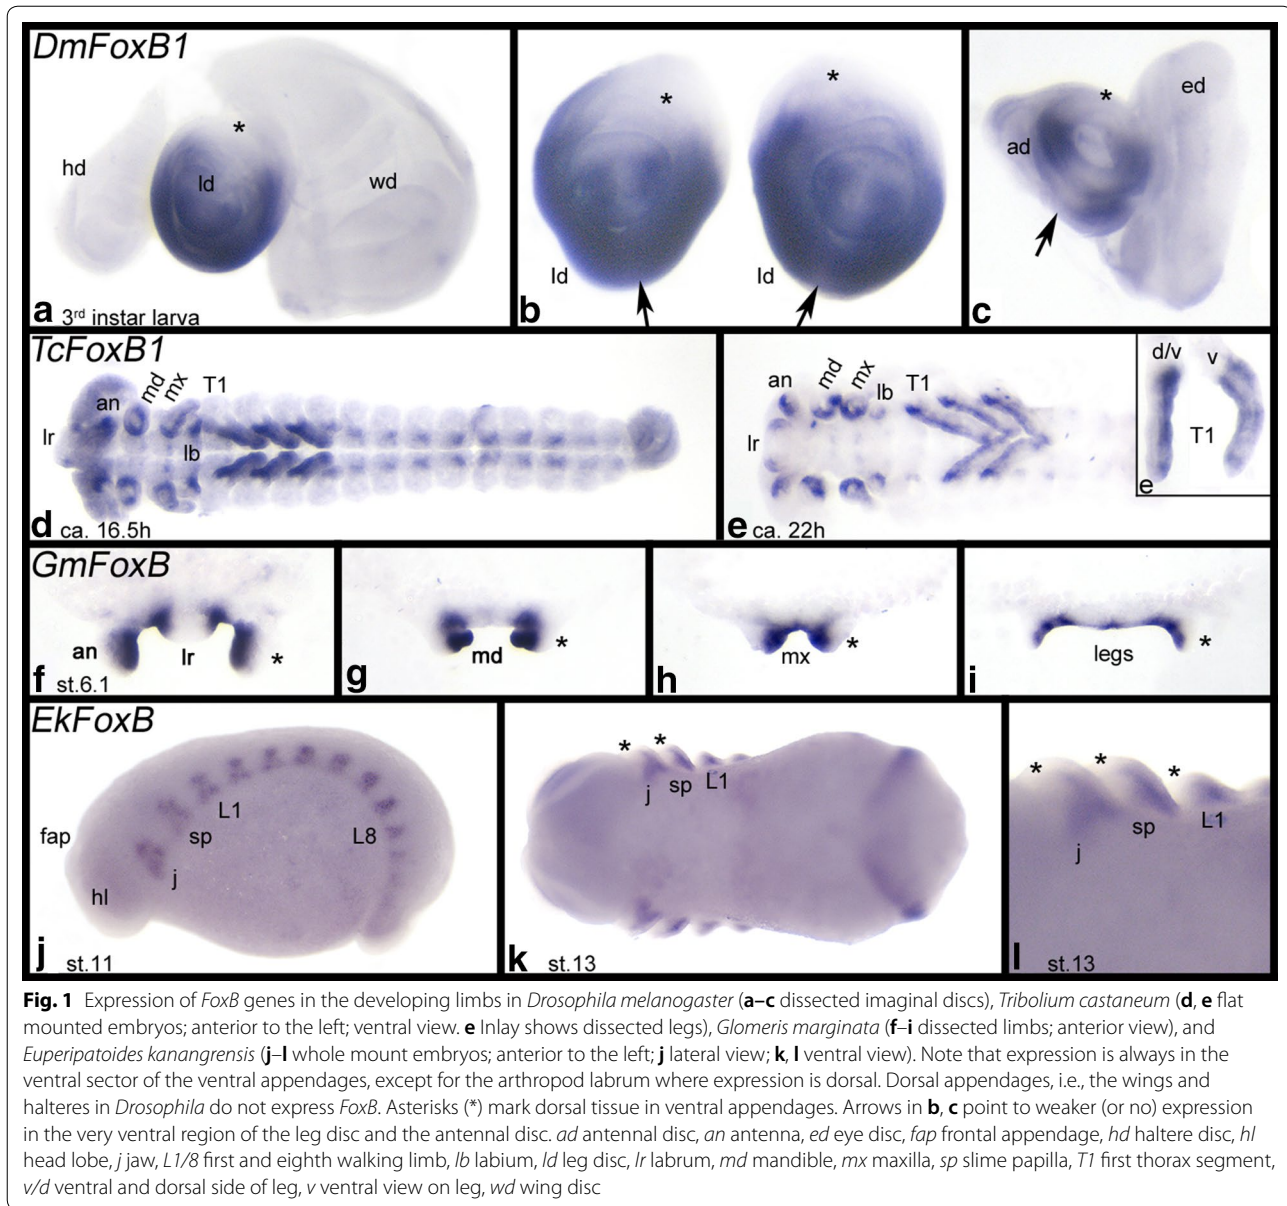 DmFoxB1
hd
*
ld
wd
a 3rd instar larva
*
ld
*
ld
b
*
ad
ed
c
TcFoxB1
lr
an
md
mx
T1
lb
d ca. 16.5h
an
md
mx
lb
T1
lr
e ca. 22h
d/v
v
T1
e
GmFoxB
an
lr
*
f st.6.1
md
*
g
mx
*
h
legs
*
i
EkFoxB
fap
hl
j
sp
L1
L8
j st.11
*
*
j
sp
L1
k st.13
*
*
*
j
sp
L1
l st.13
Fig. 1 Expression of FoxB genes in the developing limbs in Drosophila melanogaster (a–c dissected imaginal discs), Tribolium castaneum (d, e flat
mounted embryos; anterior to the left; ventral view. e Inlay shows dissected legs), Glomeris marginata (f–i dissected limbs; anterior view), and
Euperipatoides kanangrensis (j–l whole mount embryos; anterior to the left; j lateral view; k, l ventral view). Note that expression is always in the
ventral sector of the ventral appendages, except for the arthropod labrum where expression is dorsal. Dorsal appendages, i.e., the wings and
halteres in Drosophila do not express FoxB. Asterisks (*) mark dorsal tissue in ventral appendages. Arrows in b, c point to weaker (or no) expression
in the very ventral region of the leg disc and the antennal disc. ad antennal disc, an antenna, ed eye disc, fap frontal appendage, hd haltere disc, hl
head lobe, j jaw, L1/8 first and eighth walking limb, lb labium, ld leg disc, lr labrum, md mandible, mx maxilla, sp slime papilla, T1 first thorax segment,
v/d ventral and dorsal side of leg, v ventral view on leg, wd wing disc